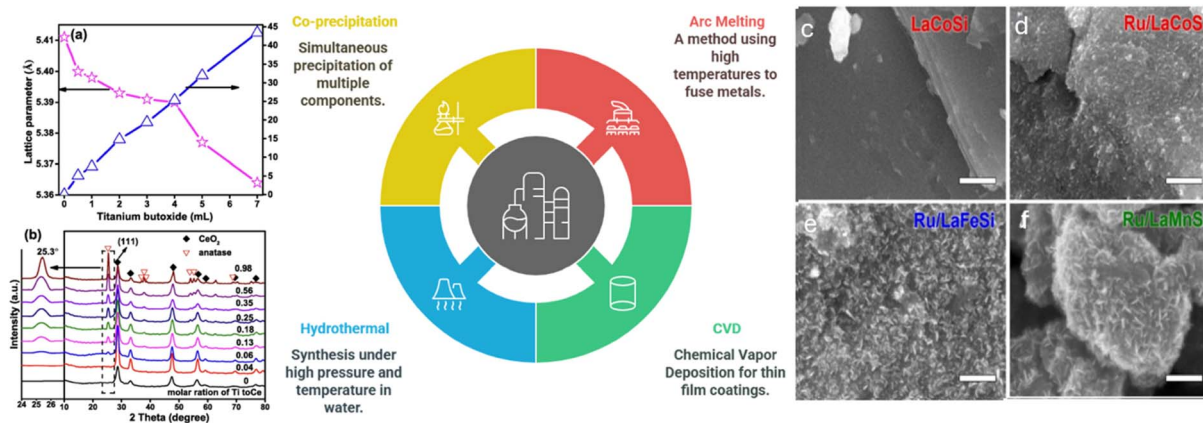 (a)
5.41
5.40
5.39
5.38
5.37
5.36
Lattice parameter (Å)
45
40
35
30
25
20
15
10
5
0
0 1 2 3 4 5 6 7
Titanium butoxide (mL)
(b)
25.3°
(111)
CeO2
anatase
0.98
0.56
0.35
0.25
0.18
0.13
0.06
0.04
0
molar ration of Ti toCe
Intensity (a.u.)
24 25 26 10 20 30 40 50 60 70 80
2 Theta (degree)
Co-precipitation
Simultaneous
precipitation of
multiple
components.
Hydrothermal
Synthesis under
high pressure and
temperature in
water.
Arc Melting
A method using
high
temperatures to
fuse metals.
CVD
Chemical Vapor
Deposition for thin
film coatings.
c
LaCoSi
d
Ru/LaCoSi
e
Ru/LaFeSi
f
Ru/LaMnS